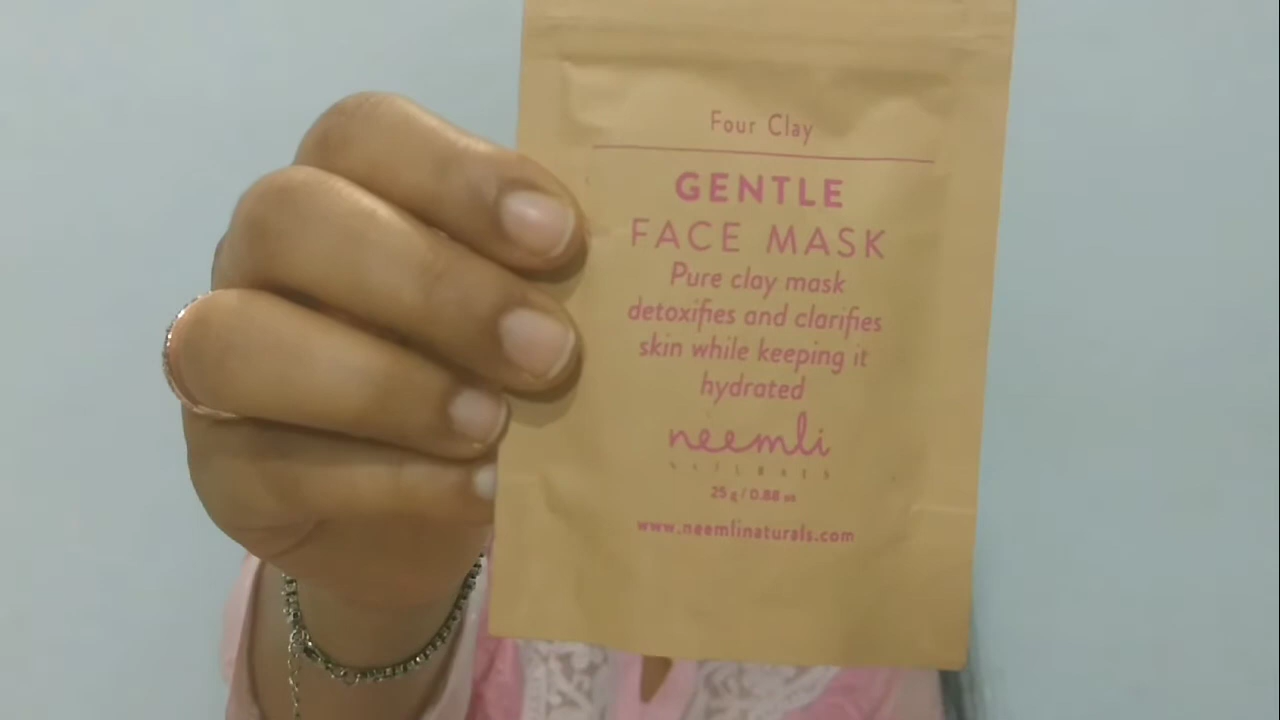 Four Clay
GENTLE
FACE MASK
Pure clay mask
detoxifies and clarifies
skin while keeping it
hydrated
neemli
NATURALS
25 g / 0.88 oz
www.neemlinaturals.com